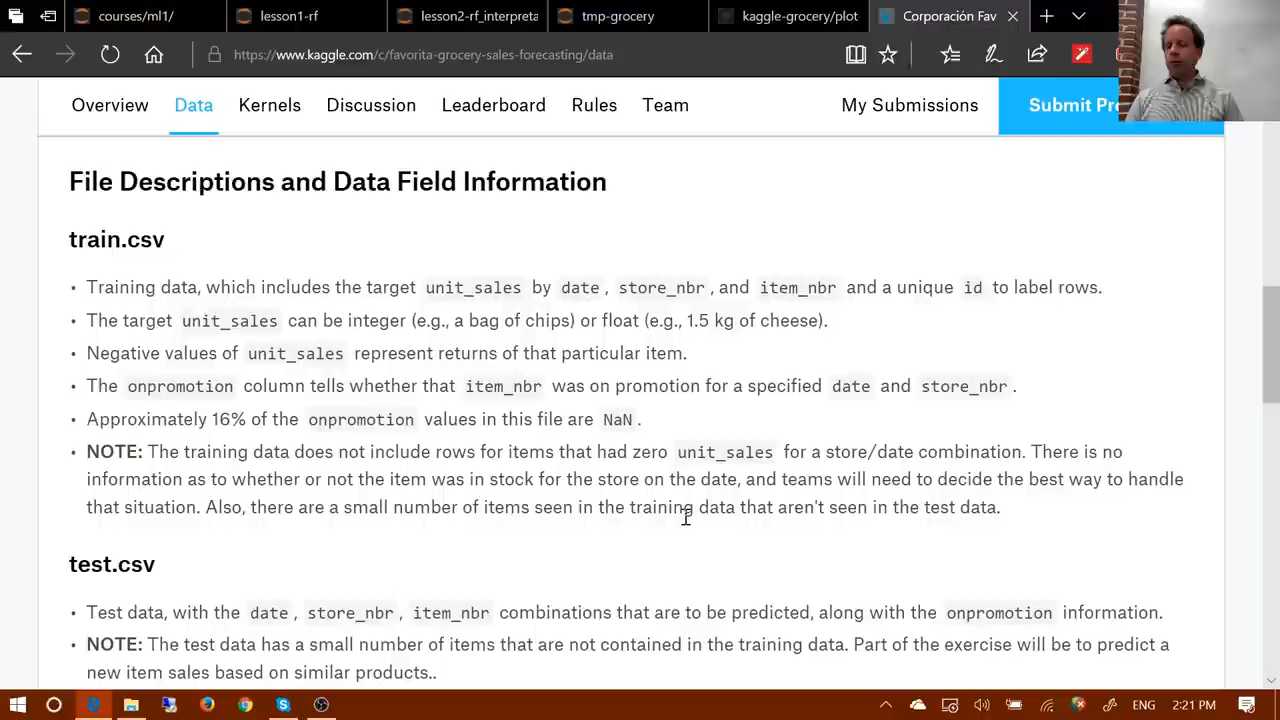 courses/ml1/
lesson1-rf
lesson2-rf_interpreta
tmp-grocery
kaggle-grocery/plot
Corporación Fav
https://www.kaggle.com/c/favorita-grocery-sales-forecasting/data
Overview
Data
Kernels
Discussion
Leaderboard
Rules
Team
My Submissions
Submit Pr
File Descriptions and Data Field Information
train.csv
• Training data, which includes the target unit_sales by date, store_nbr, and item_nbr and a unique id to label rows.
• The target unit_sales can be integer (e.g., a bag of chips) or float (e.g., 1.5 kg of cheese).
• Negative values of unit_sales represent returns of that particular item.
• The onpromotion column tells whether that item_nbr was on promotion for a specified date and store_nbr.
• Approximately 16% of the onpromotion values in this file are NaN.
• NOTE: The training data does not include rows for items that had zero unit_sales for a store/date combination. There is no
information as to whether or not the item was in stock for the store on the date, and teams will need to decide the best way to handle
that situation. Also, there are a small number of items seen in the training data that aren't seen in the test data.
test.csv
• Test data, with the date, store_nbr, item_nbr combinations that are to be predicted, along with the onpromotion information.
• NOTE: The test data has a small number of items that are not contained in the training data. Part of the exercise will be to predict a
new item sales based on similar products..
ENG
2:21 PM